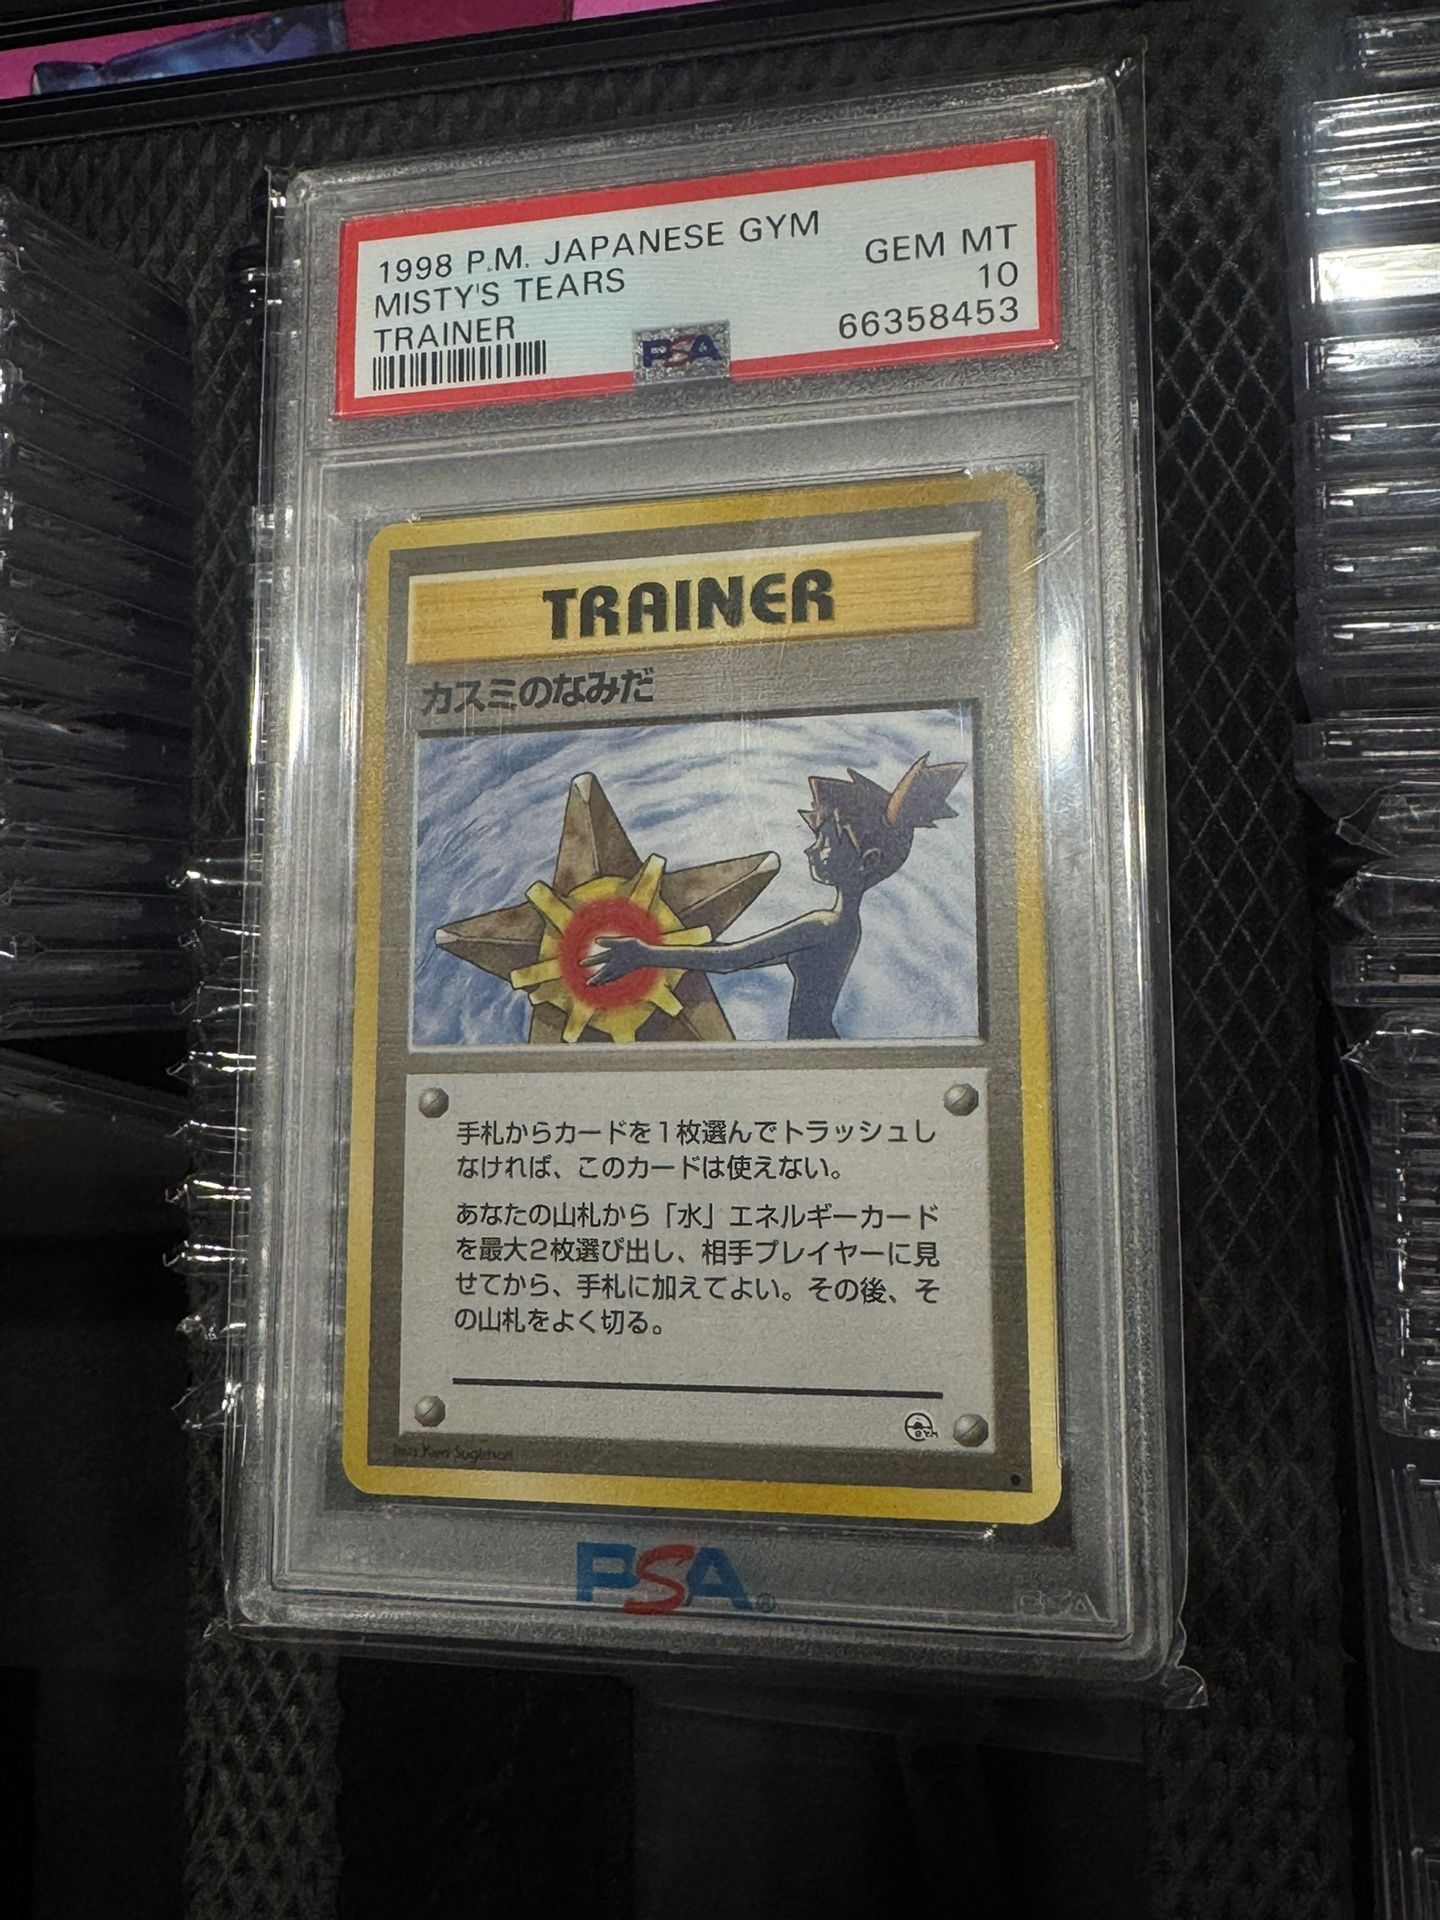 1998 P.M. JAPANESE GYM
MISTY'S TEARS
TRAINER
GEM MT
10
66358453
PSA
TRAINER
カスミのなみだ
手札からカードを1枚選んでトラッシュし
なければ、このカードは使えない。
あなたの山札から「水」エネルギーカード
を最大2枚選び出し、相手プレイヤーに見
せてから、手札に加えてよい。その後、そ
の山札をよく切る。
Illus. Ken Sugimori
PSA®
PSA